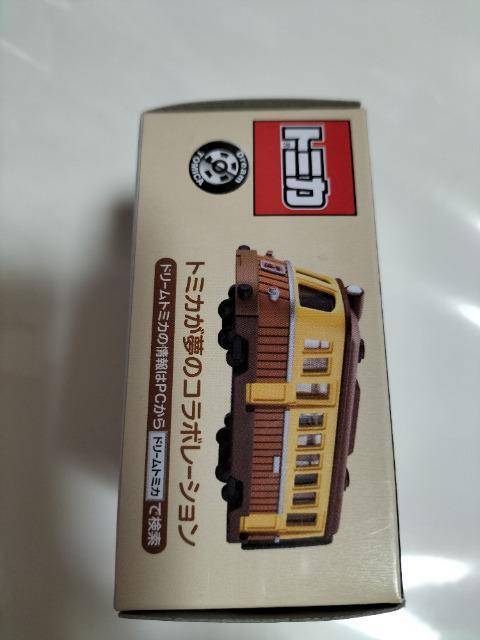 トミカ
Dream TOMICA
トミカが夢のコラボレーション
ドリームトミカの情報はPCから ドリームトミカ で検索